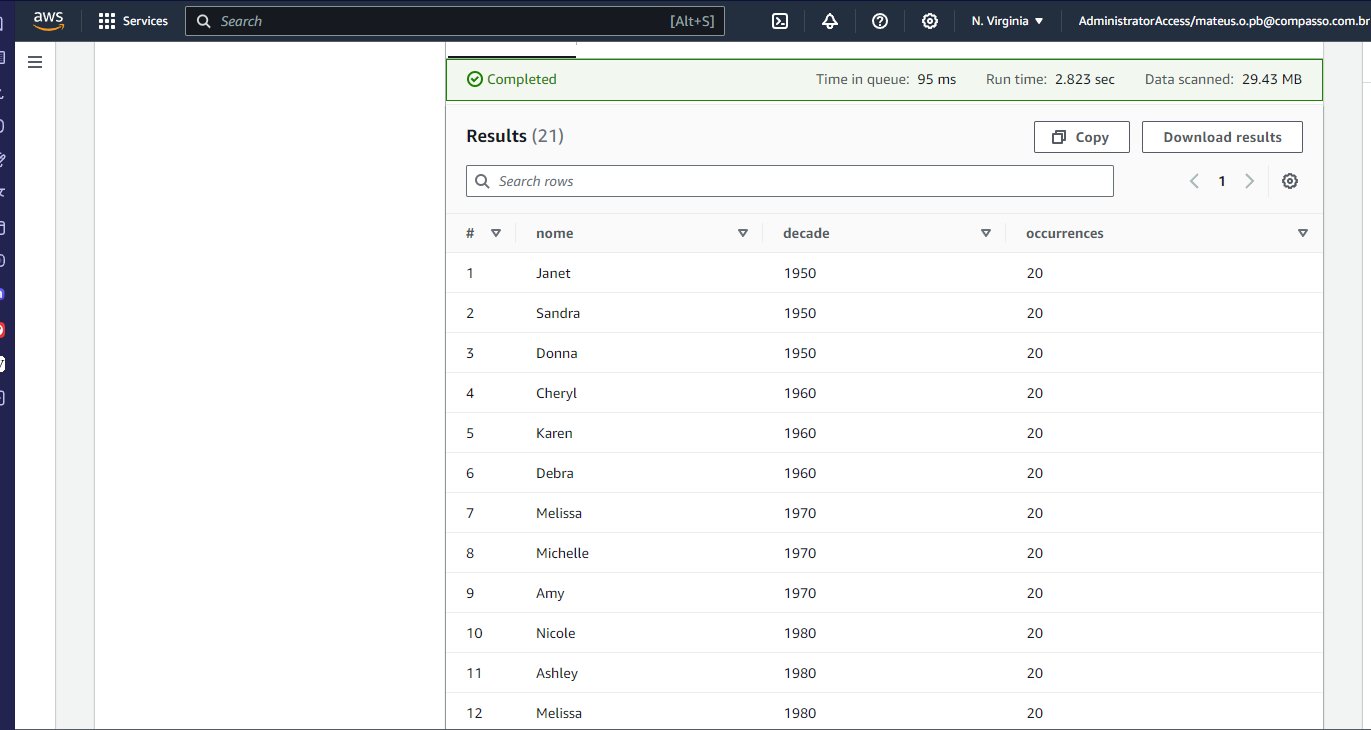 aws Services Search [Alt+S] N. Virginia AdministratorAccess/mateus.o.pb@compasso.com.br
Completed Time in queue: 95 ms Run time: 2.823 sec Data scanned: 29.43 MB
Results (21) Copy Download results
Search rows 1
# nome decade occurrences
1 Janet 1950 20
2 Sandra 1950 20
3 Donna 1950 20
4 Cheryl 1960 20
5 Karen 1960 20
6 Debra 1960 20
7 Melissa 1970 20
8 Michelle 1970 20
9 Amy 1970 20
10 Nicole 1980 20
11 Ashley 1980 20
12 Melissa 1980 20